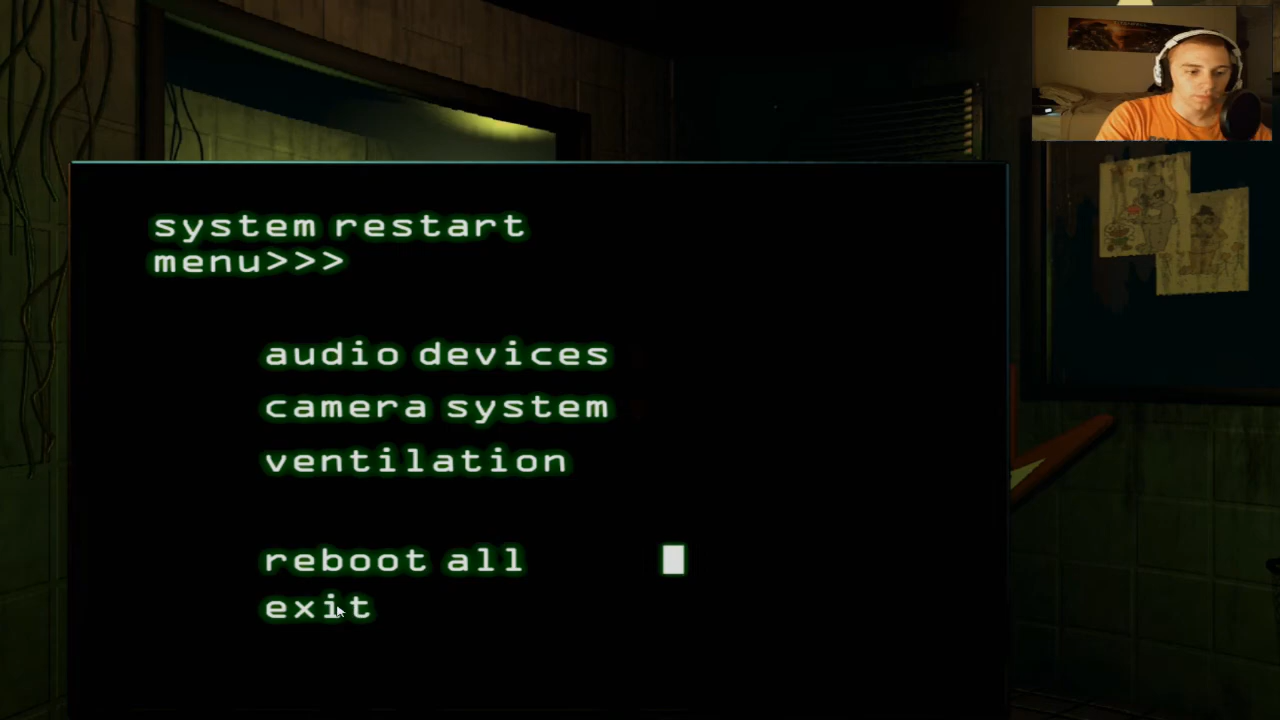 system restart
menu>>>
audio devices
camera system
ventilation
reboot all
exit